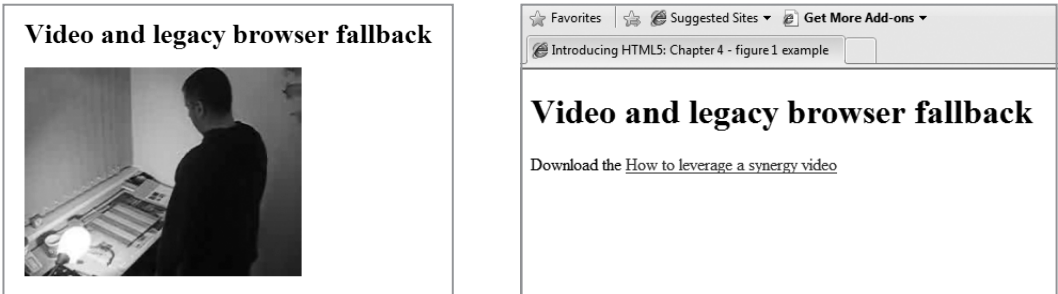 Video and legacy browser fallback
Favorites Suggested Sites ▼ Get More Add-ons ▼
Introducing HTML5: Chapter 4 - figure 1 example
Video and legacy browser fallback
Download the How to leverage a synergy video